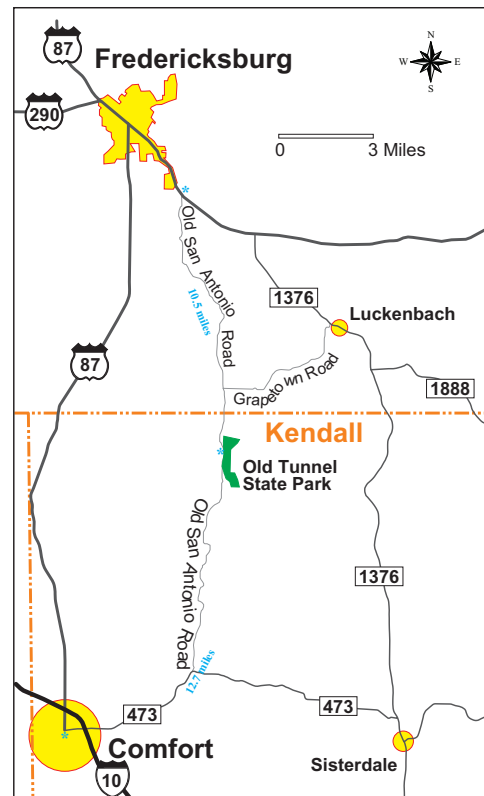 87
Fredericksburg
N
W E
S
290
0 3 Miles
*
Old San Antonio Road
10.5 miles
1376
Luckenbach
87
Grapetown Road
1888
Kendall
*
Old Tunnel
State Park
Old San Antonio Road
1376
12.7 miles
473
473
*
Comfort
Sisterdale
10